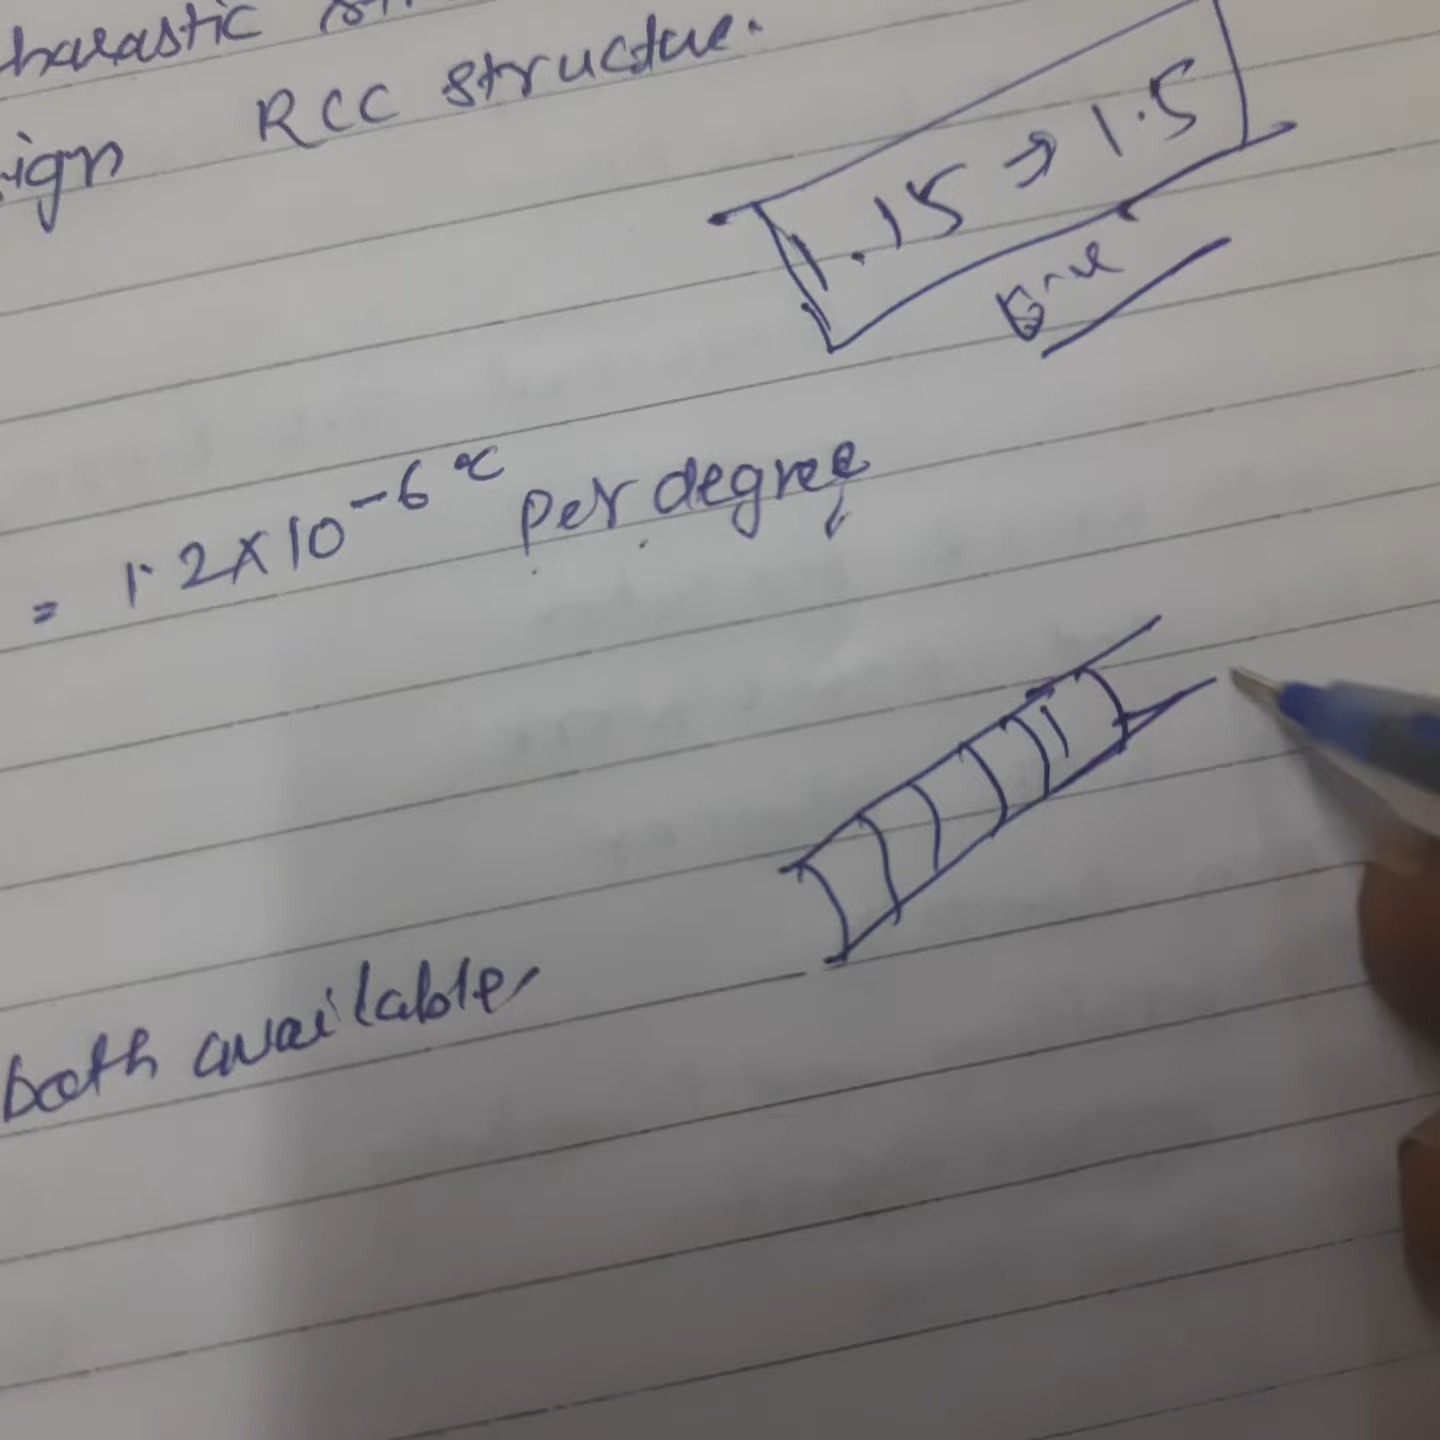 RCC structure.
ign
1.15 → 1.5
= 1.2×10⁻⁶ °c per degree
both available